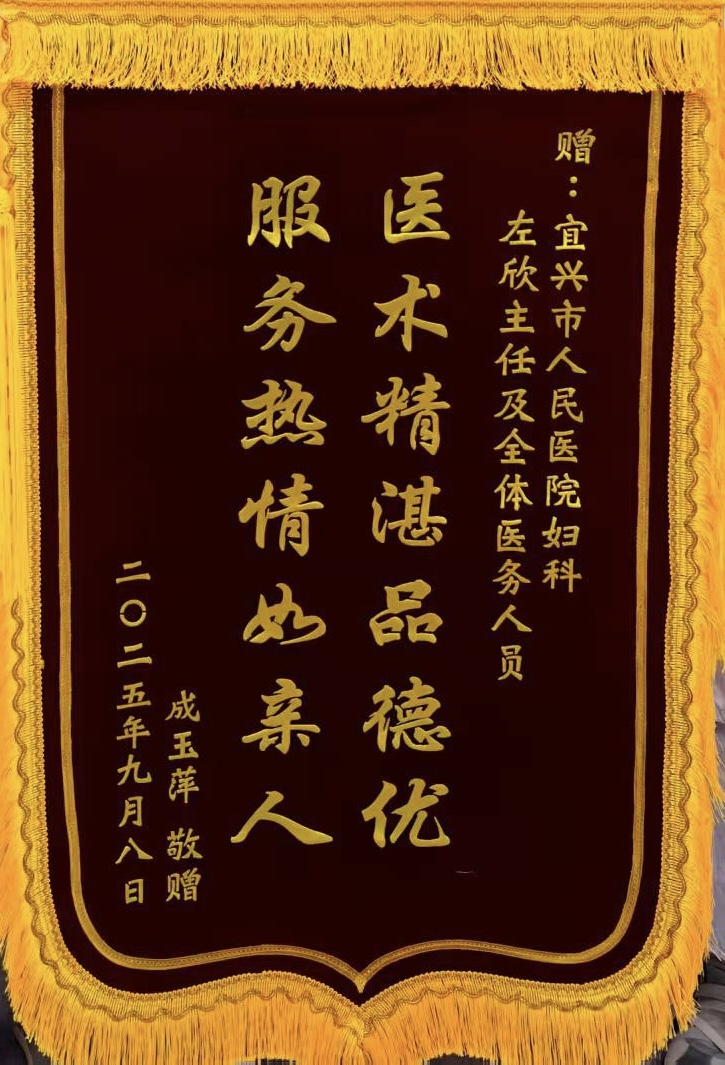 赠：宜兴市人民医院妇科
左欣主任及全体医务人员
医术精湛品德优
服务热情如亲人
成玉萍 敬赠
二〇二五年九月八日